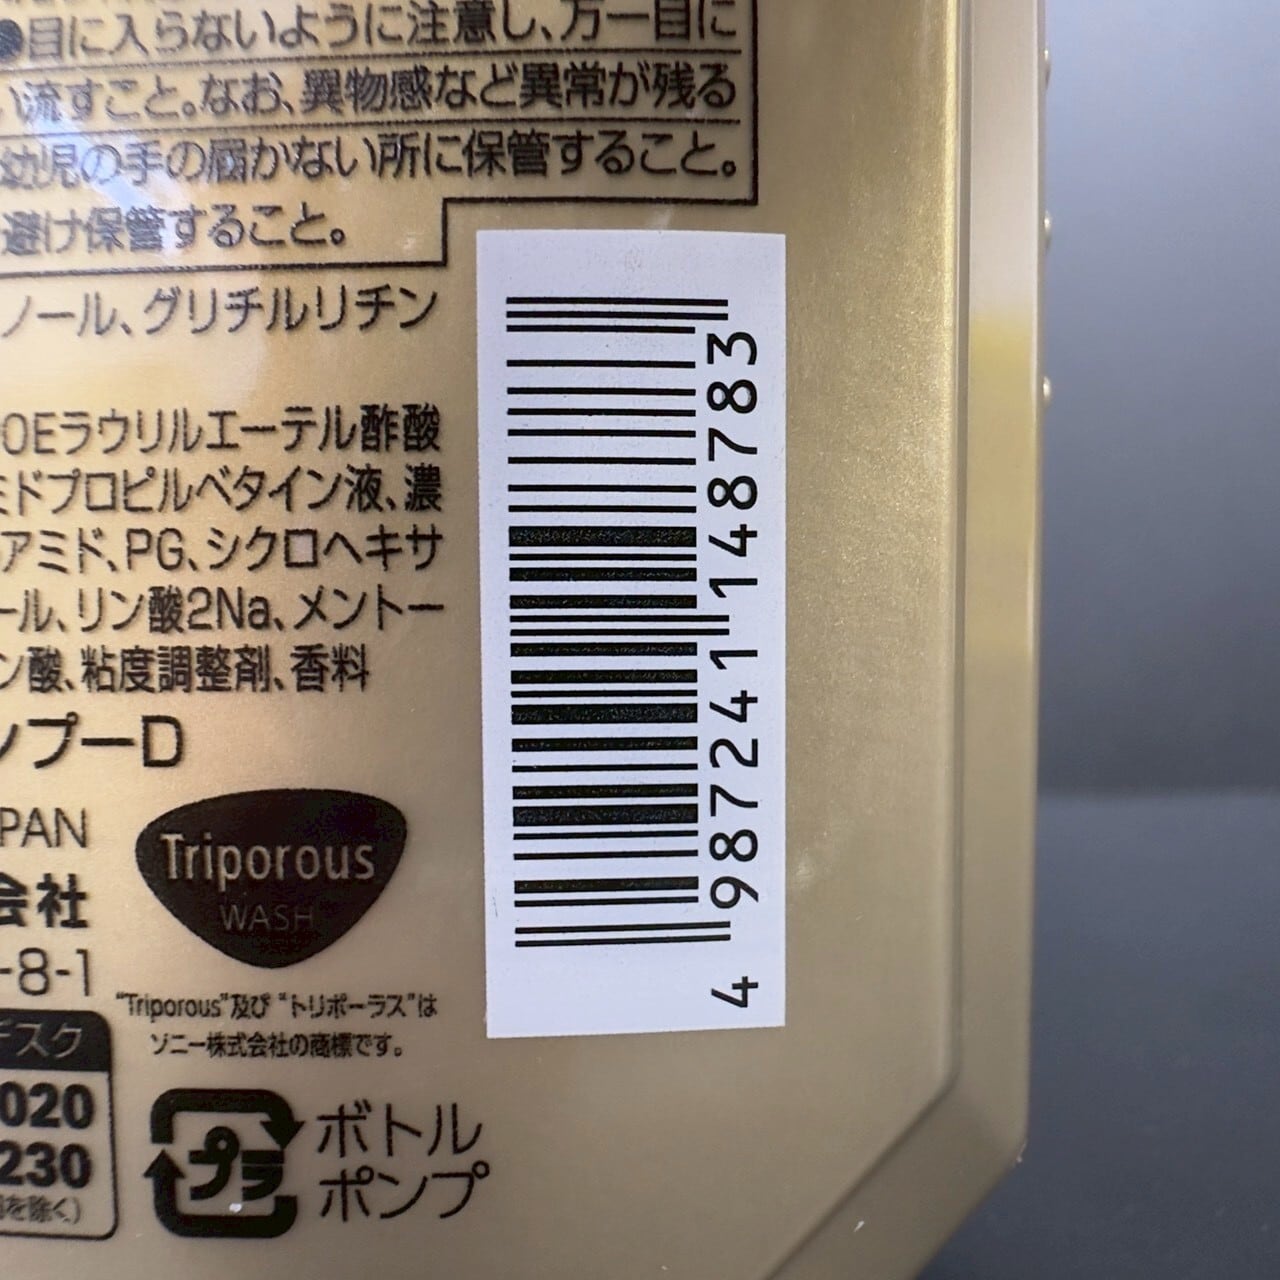 ●目に入らないように注意し、万一目に
い流すこと。なお、異物感など異常が残る
幼児の手の届かない所に保管すること。
避け保管すること。
ノール、グリチルリチン
OEラウリルエーテル酢酸
ミドプロピルベタイン液、濃
アミド、PG、シクロヘキサ
ール、リン酸2Na、メントー
ン酸、粘度調整剤、香料
ンプーD
PAN
会社
-8-1
Triporous
WASH
"Triporous"及び"トリポーラス"は
ソニー株式会社の商標です。
デスク
020
230
を除く)
プラ
ボトル
ポンプ
4987241148783